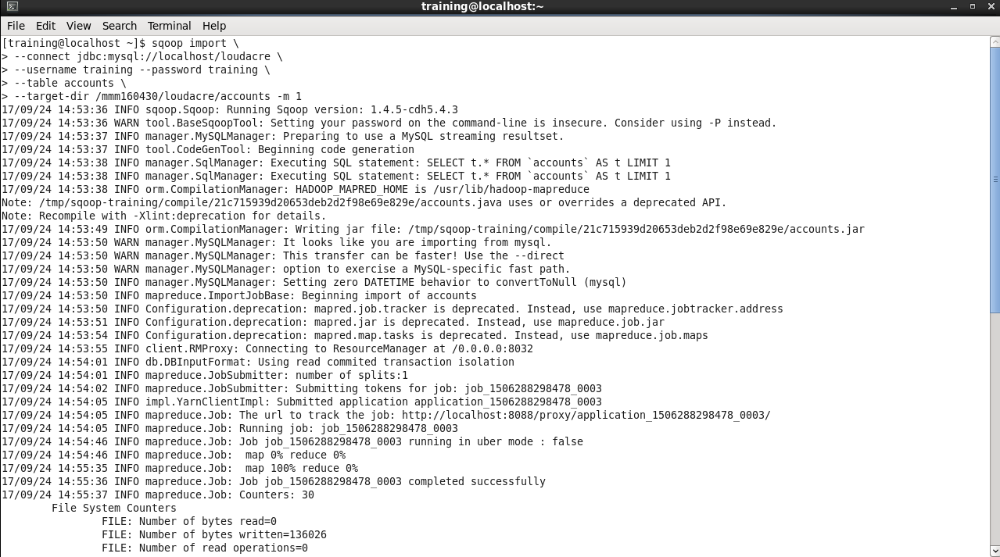 training@localhost:~
File Edit View Search Terminal Help
[training@localhost ~]$ sqoop import \
> --connect jdbc:mysql://localhost/loudacre \
> --username training --password training \
> --table accounts \
> --target-dir /mmm160430/loudacre/accounts -m 1
17/09/24 14:53:36 INFO sqoop.Sqoop: Running Sqoop version: 1.4.5-cdh5.4.3
17/09/24 14:53:36 WARN tool.BaseSqoopTool: Setting your password on the command-line is insecure. Consider using -P instead.
17/09/24 14:53:37 INFO manager.MySQLManager: Preparing to use a MySQL streaming resultset.
17/09/24 14:53:37 INFO tool.CodeGenTool: Beginning code generation
17/09/24 14:53:38 INFO manager.SqlManager: Executing SQL statement: SELECT t.* FROM `accounts` AS t LIMIT 1
17/09/24 14:53:38 INFO manager.SqlManager: Executing SQL statement: SELECT t.* FROM `accounts` AS t LIMIT 1
17/09/24 14:53:38 INFO orm.CompilationManager: HADOOP_MAPRED_HOME is /usr/lib/hadoop-mapreduce
Note: /tmp/sqoop-training/compile/21c715939d20653deb2d2f98e69e829e/accounts.java uses or overrides a deprecated API.
Note: Recompile with -Xlint:deprecation for details.
17/09/24 14:53:49 INFO orm.CompilationManager: Writing jar file: /tmp/sqoop-training/compile/21c715939d20653deb2d2f98e69e829e/accounts.jar
17/09/24 14:53:50 WARN manager.MySQLManager: It looks like you are importing from mysql.
17/09/24 14:53:50 WARN manager.MySQLManager: This transfer can be faster! Use the --direct
17/09/24 14:53:50 WARN manager.MySQLManager: option to exercise a MySQL-specific fast path.
17/09/24 14:53:50 INFO manager.MySQLManager: Setting zero DATETIME behavior to convertToNull (mysql)
17/09/24 14:53:50 INFO mapreduce.ImportJobBase: Beginning import of accounts
17/09/24 14:53:50 INFO Configuration.deprecation: mapred.job.tracker is deprecated. Instead, use mapreduce.jobtracker.address
17/09/24 14:53:51 INFO Configuration.deprecation: mapred.jar is deprecated. Instead, use mapreduce.job.jar
17/09/24 14:53:54 INFO Configuration.deprecation: mapred.map.tasks is deprecated. Instead, use mapreduce.job.maps
17/09/24 14:53:55 INFO client.RMProxy: Connecting to ResourceManager at /0.0.0.0:8032
17/09/24 14:54:01 INFO db.DBInputFormat: Using read commited transaction isolation
17/09/24 14:54:01 INFO mapreduce.JobSubmitter: number of splits:1
17/09/24 14:54:02 INFO mapreduce.JobSubmitter: Submitting tokens for job: job_1506288298478_0003
17/09/24 14:54:05 INFO impl.YarnClientImpl: Submitted application application_1506288298478_0003
17/09/24 14:54:05 INFO mapreduce.Job: The url to track the job: http://localhost:8088/proxy/application_1506288298478_0003/
17/09/24 14:54:05 INFO mapreduce.Job: Running job: job_1506288298478_0003
17/09/24 14:54:46 INFO mapreduce.Job: Job job_1506288298478_0003 running in uber mode : false
17/09/24 14:54:46 INFO mapreduce.Job:  map 0% reduce 0%
17/09/24 14:55:35 INFO mapreduce.Job:  map 100% reduce 0%
17/09/24 14:55:36 INFO mapreduce.Job: Job job_1506288298478_0003 completed successfully
17/09/24 14:55:37 INFO mapreduce.Job: Counters: 30
File System Counters
FILE: Number of bytes read=0
FILE: Number of bytes written=136026
FILE: Number of read operations=0